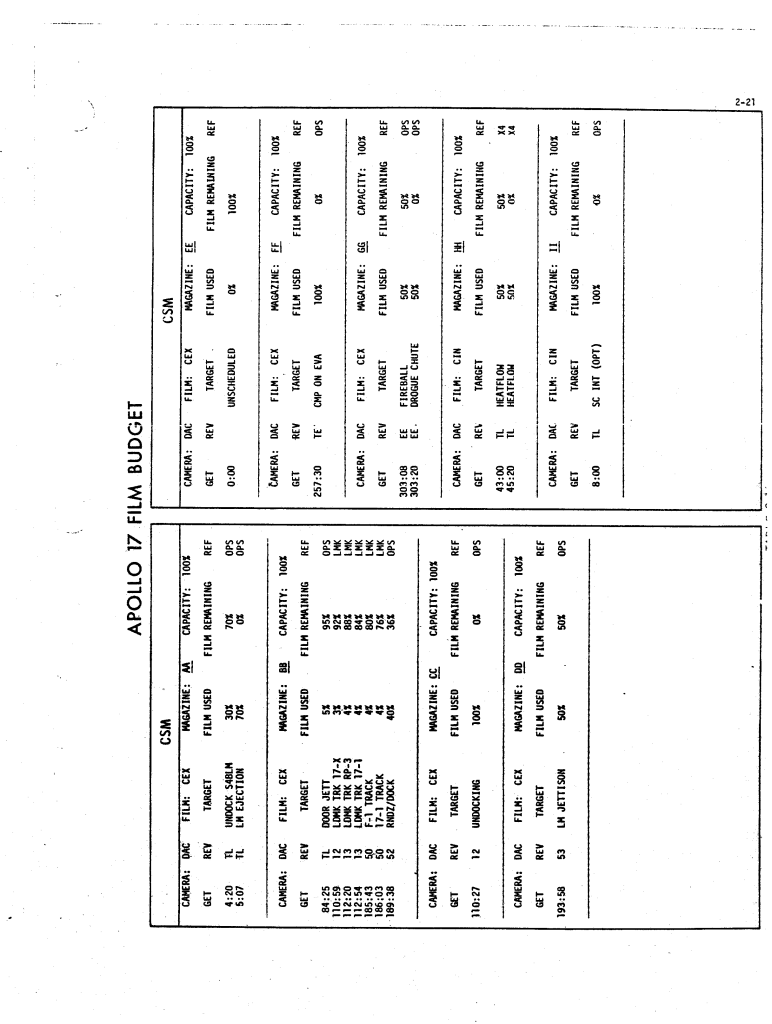 2-21
APOLLO 17 FILM BUDGET
CSM
CAMERA: DAC FILM: CEX MAGAZINE: AA CAPACITY: 100%
GET REV TARGET FILM USED FILM REMAINING REF
4:20 TL UNDOCK S4BLM 30% 70% OPS
5:07 TL LM EJECTION 70% 0% OPS
CAMERA: DAC FILM: CEX MAGAZINE: BB CAPACITY: 100%
GET REV TARGET FILM USED FILM REMAINING REF
84:25 TL DOOR JETT 5% 95% OPS
110:59 12 LDMK TRK 17-X 3% 92% LMK
112:20 13 LDMK TRK RP-3 4% 88% LMK
112:54 13 LDMK TRK 17-1 4% 84% LMK
185:43 50 F-1 TRACK 4% 80% LMK
186:03 50 17-1 TRACK 4% 76% LMK
189:38 52 RNDZ/DOCK 40% 36% OPS
CAMERA: DAC FILM: CEX MAGAZINE: CC CAPACITY: 100%
GET REV TARGET FILM USED FILM REMAINING REF
110:27 12 UNDOCKING 100% 0% OPS
CAMERA: DAC FILM: CEX MAGAZINE: DD CAPACITY: 100%
GET REV TARGET FILM USED FILM REMAINING REF
193:58 53 LM JETTISON 50% 50% OPS
CSM
CAMERA: DAC FILM: CEX MAGAZINE: EE CAPACITY: 100%
GET REV TARGET FILM USED FILM REMAINING REF
0:00 UNSCHEDULED 0% 100%
CAMERA: DAC FILM: CEX MAGAZINE: FF CAPACITY: 100%
GET REV TARGET FILM USED FILM REMAINING REF
257:30 TE CMP ON EVA 100% 0% OPS
CAMERA: DAC FILM: CEX MAGAZINE: GG CAPACITY: 100%
GET REV TARGET FILM USED FILM REMAINING REF
303:08 EE FIREBALL 50% 50% OPS
303:20 EE DROGUE CHUTE 50% 0% OPS
CAMERA: DAC FILM: CIN MAGAZINE: HH CAPACITY: 100%
GET REV TARGET FILM USED FILM REMAINING REF
43:00 TL HEATFLOW 50% 50% X4
45:20 TL HEATFLOW 50% 0% X4
CAMERA: DAC FILM: CIN MAGAZINE: II CAPACITY: 100%
GET REV TARGET FILM USED FILM REMAINING REF
8:00 TL SC INT (OPT) 100% 0% OPS